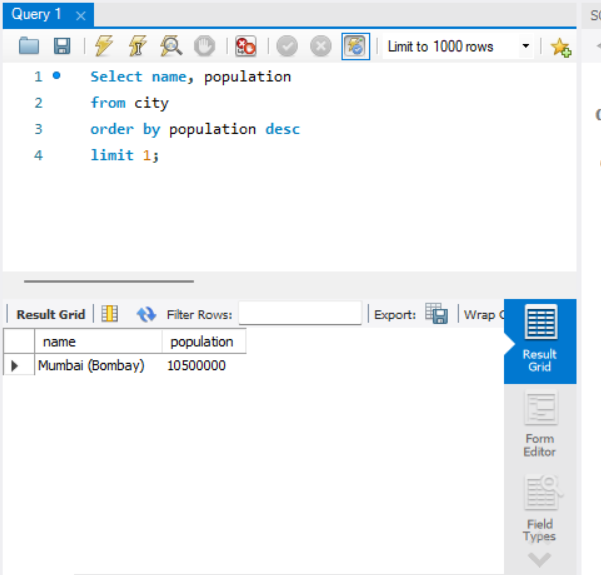 Query 1
Limit to 1000 rows
1 Select name, population
2 from city
3 order by population desc
4 limit 1;
Result Grid Filter Rows: Export: Wrap
name population
Mumbai (Bombay) 10500000
Result
Grid
Form
Editor
Field
Types